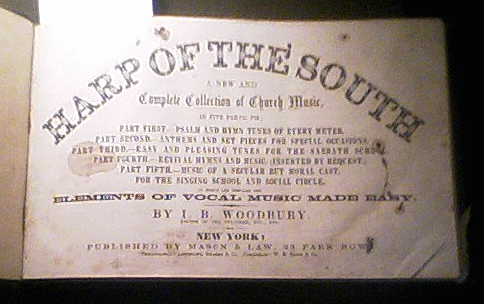 HARP OF THE SOUTH
A NEW AND
Complete Collection of Church Music,
IN FIVE PARTS, VIZ:
PART FIRST.—PSALM AND HYMN TUNES OF EVERY METER.
PART SECOND.—ANTHEMS AND SET PIECES FOR SPECIAL OCCASIONS.
PART THIRD.—EASY AND PLEASING TUNES FOR THE SABBATH SCHOOL
PART FOURTH.—REVIVAL HYMNS AND MUSIC (INSERTED BY REQUEST)
PART FIFTH.—MUSIC OF A SECULAR BUT MORAL CAST,
FOR THE SINGING SCHOOL AND SOCIAL CIRCLE.
ELEMENTS OF VOCAL MUSIC MADE EASY.
BY I. B. WOODBURY.
NEW YORK:
PUBLISHED BY MASON & LAW, 23 PARK ROW